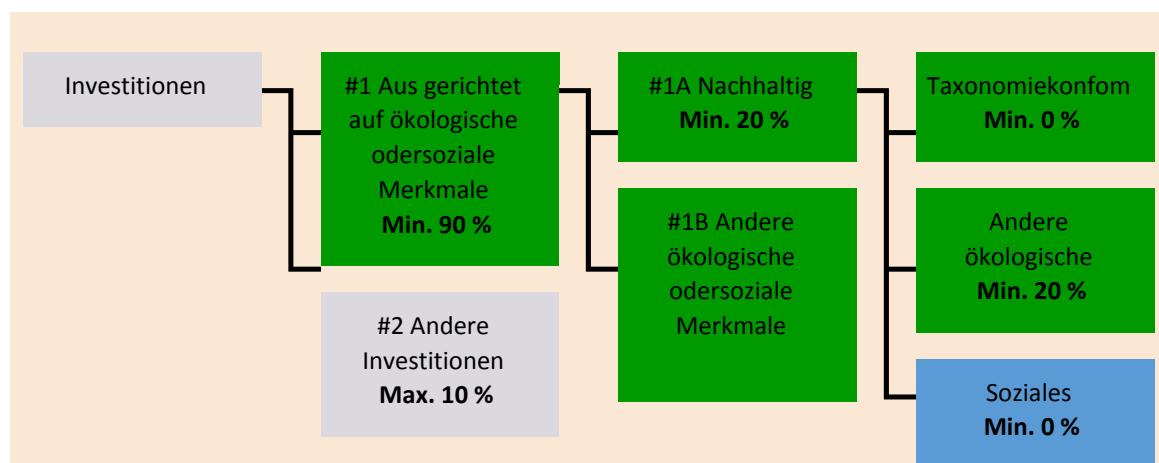 Investitionen
#1 Aus gerichtet
auf ökologische
odersoziale
Merkmale
Min. 90 %
#2 Andere
Investitionen
Max. 10 %
#1A Nachhaltig
Min. 20 %
#1B Andere
ökologische
odersoziale
Merkmale
Taxonomiekonfom
Min. 0 %
Andere
ökologische
Min. 20 %
Soziales
Min. 0 %